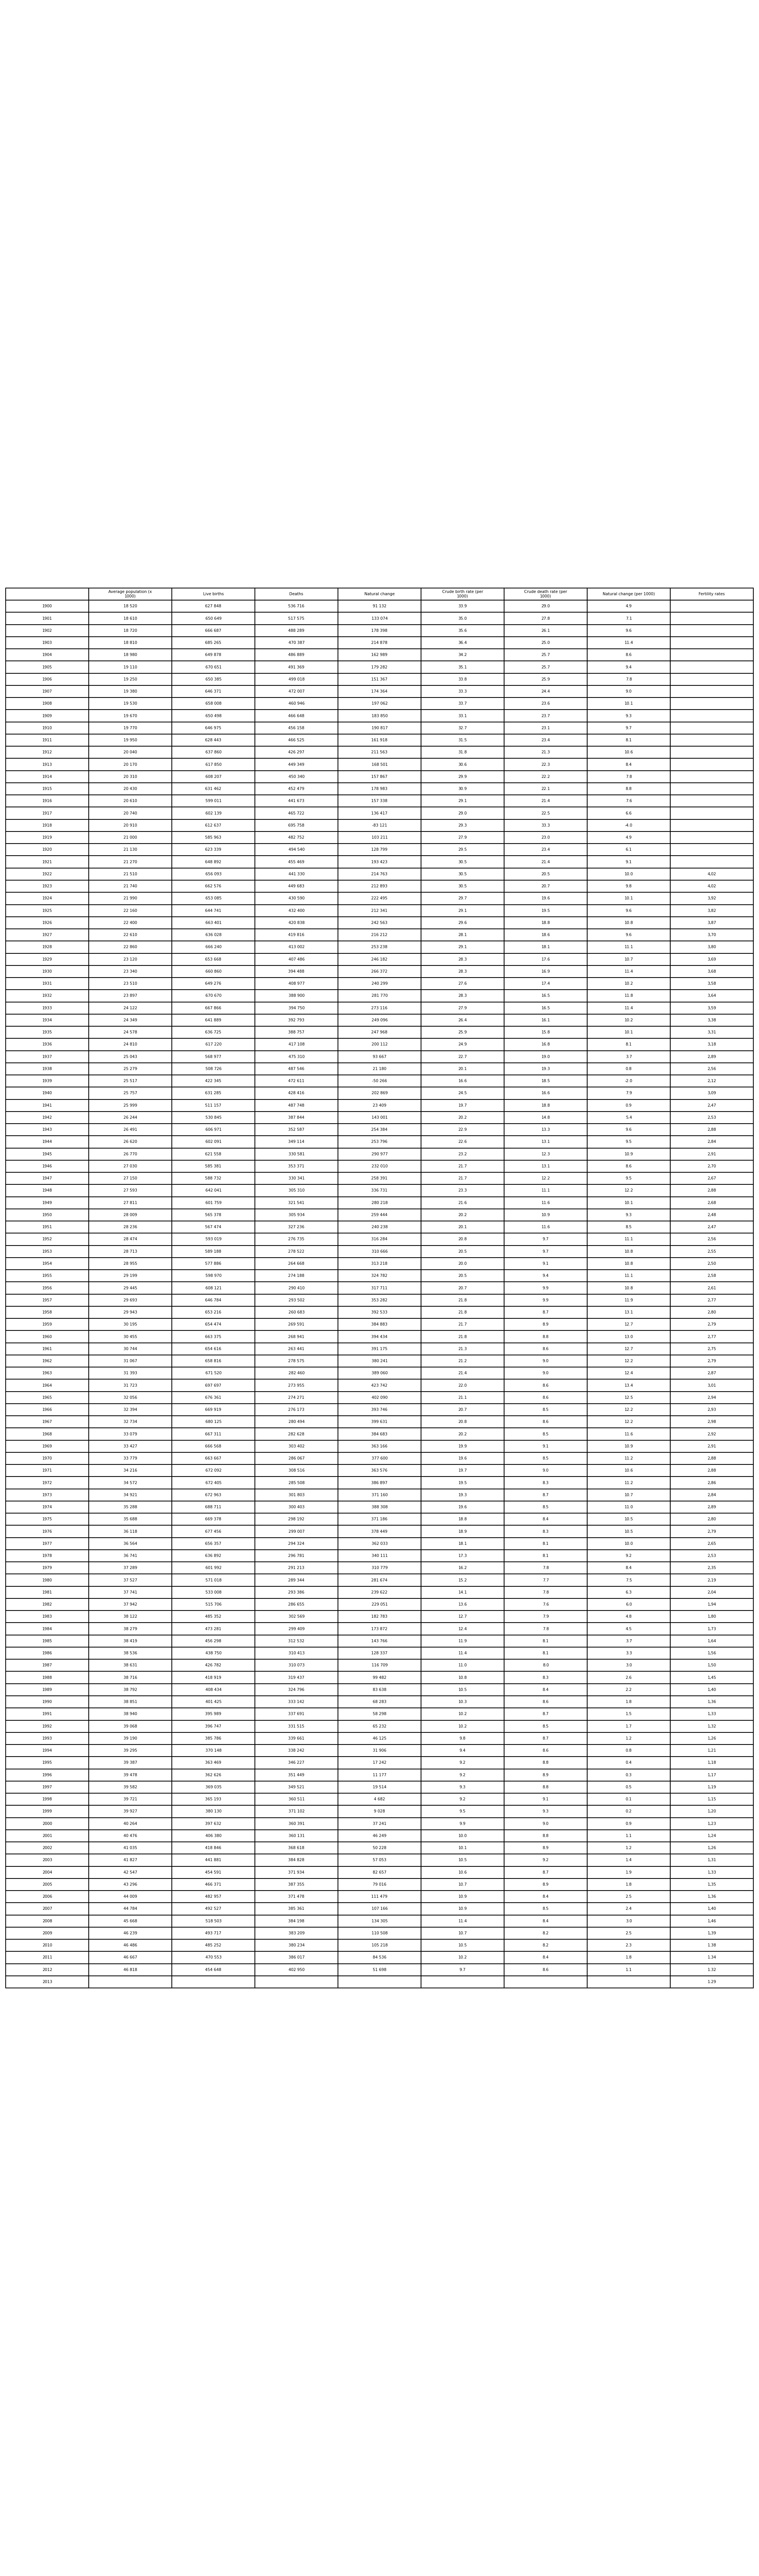 Average population (x 1000) Live births Deaths Natural change Crude birth rate (per 1000) Crude death rate (per 1000) Natural change (per 1000) Fertility rates
1900 18 520 627 848 536 716 91 132 33.9 29.0 4.9
1901 18 610 650 649 517 575 133 074 35.0 27.8 7.1
1902 18 720 666 687 488 289 178 398 35.6 26.1 9.6
1903 18 810 685 265 470 387 214 878 36.4 25.0 11.4
1904 18 980 649 878 486 889 162 989 34.2 25.7 8.6
1905 19 110 670 651 491 369 179 282 35.1 25.7 9.4
1906 19 250 650 385 499 018 151 367 33.8 25.9 7.8
1907 19 380 646 371 472 007 174 364 33.3 24.4 9.0
1908 19 530 658 008 460 946 197 062 33.7 23.6 10.1
1909 19 670 650 498 466 648 183 850 33.1 23.7 9.3
1910 19 770 646 975 456 158 190 817 32.7 23.1 9.7
1911 19 950 628 443 466 525 161 918 31.5 23.4 8.1
1912 20 040 637 860 426 297 211 563 31.8 21.3 10.6
1913 20 170 617 850 449 349 168 501 30.6 22.3 8.4
1914 20 310 608 207 450 340 157 867 29.9 22.2 7.8
1915 20 430 631 462 452 479 178 983 30.9 22.1 8.8
1916 20 610 599 011 441 673 157 338 29.1 21.4 7.6
1917 20 740 602 139 465 722 136 417 29.0 22.5 6.6
1918 20 910 612 637 695 758 -83 121 29.3 33.3 -4.0
1919 21 000 585 963 482 752 103 211 27.9 23.0 4.9
1920 21 130 623 339 494 540 128 799 29.5 23.4 6.1
1921 21 270 648 892 455 469 193 423 30.5 21.4 9.1
1922 21 510 656 093 441 330 214 763 30.5 20.5 10.0 4,02
1923 21 740 662 576 449 683 212 893 30.5 20.7 9.8 4,02
1924 21 990 653 085 430 590 222 495 29.7 19.6 10.1 3,92
1925 22 160 644 741 432 400 212 341 29.1 19.5 9.6 3,82
1926 22 400 663 401 420 838 242 563 29.6 18.8 10.8 3,87
1927 22 610 636 028 419 816 216 212 28.1 18.6 9.6 3,70
1928 22 860 666 240 413 002 253 238 29.1 18.1 11.1 3,80
1929 23 120 653 668 407 486 246 182 28.3 17.6 10.7 3,69
1930 23 340 660 860 394 488 266 372 28.3 16.9 11.4 3,68
1931 23 510 649 276 408 977 240 299 27.6 17.4 10.2 3,58
1932 23 897 670 670 388 900 281 770 28.3 16.5 11.8 3,64
1933 24 122 667 866 394 750 273 116 27.9 16.5 11.4 3,59
1934 24 349 641 889 392 793 249 096 26.4 16.1 10.2 3,38
1935 24 578 636 725 388 757 247 968 25.9 15.8 10.1 3,31
1936 24 810 617 220 417 108 200 112 24.9 16.8 8.1 3,18
1937 25 043 568 977 475 310 93 667 22.7 19.0 3.7 2,89
1938 25 279 508 726 487 546 21 180 20.1 19.3 0.8 2,56
1939 25 517 422 345 472 611 -50 266 16.6 18.5 -2.0 2,12
1940 25 757 631 285 428 416 202 869 24.5 16.6 7.9 3,09
1941 25 999 511 157 487 748 23 409 19.7 18.8 0.9 2,47
1942 26 244 530 845 387 844 143 001 20.2 14.8 5.4 2,53
1943 26 491 606 971 352 587 254 384 22.9 13.3 9.6 2,88
1944 26 620 602 091 349 114 253 796 22.6 13.1 9.5 2,84
1945 26 770 621 558 330 581 290 977 23.2 12.3 10.9 2,91
1946 27 030 585 381 353 371 232 010 21.7 13.1 8.6 2,70
1947 27 150 588 732 330 341 258 391 21.7 12.2 9.5 2,67
1948 27 593 642 041 305 310 336 731 23.3 11.1 12.2 2,88
1949 27 811 601 759 321 541 280 218 21.6 11.6 10.1 2,68
1950 28 009 565 378 305 934 259 444 20.2 10.9 9.3 2,48
1951 28 236 567 474 327 236 240 238 20.1 11.6 8.5 2,47
1952 28 474 593 019 276 735 316 284 20.8 9.7 11.1 2,56
1953 28 713 589 188 278 522 310 666 20.5 9.7 10.8 2,55
1954 28 955 577 886 264 668 313 218 20.0 9.1 10.8 2,50
1955 29 199 598 970 274 188 324 782 20.5 9.4 11.1 2,58
1956 29 445 608 121 290 410 317 711 20.7 9.9 10.8 2,61
1957 29 693 646 784 293 502 353 282 21.8 9.9 11.9 2,77
1958 29 943 653 216 260 683 392 533 21.8 8.7 13.1 2,80
1959 30 195 654 474 269 591 384 883 21.7 8.9 12.7 2,79
1960 30 455 663 375 268 941 394 434 21.8 8.8 13.0 2,77
1961 30 744 654 616 263 441 391 175 21.3 8.6 12.7 2,75
1962 31 067 658 816 278 575 380 241 21.2 9.0 12.2 2,79
1963 31 393 671 520 282 460 389 060 21.4 9.0 12.4 2,87
1964 31 723 697 697 273 955 423 742 22.0 8.6 13.4 3,01
1965 32 056 676 361 274 271 402 090 21.1 8.6 12.5 2,94
1966 32 394 669 919 276 173 393 746 20.7 8.5 12.2 2,93
1967 32 734 680 125 280 494 399 631 20.8 8.6 12.2 2,98
1968 33 079 667 311 282 628 384 683 20.2 8.5 11.6 2,92
1969 33 427 666 568 303 402 363 166 19.9 9.1 10.9 2,91
1970 33 779 663 667 286 067 377 600 19.6 8.5 11.2 2,88
1971 34 216 672 092 308 516 363 576 19.7 9.0 10.6 2,88
1972 34 572 672 405 285 508 386 897 19.5 8.3 11.2 2,86
1973 34 921 672 963 301 803 371 160 19.3 8.7 10.7 2,84
1974 35 288 688 711 300 403 388 308 19.6 8.5 11.0 2,89
1975 35 688 669 378 298 192 371 186 18.8 8.4 10.5 2,80
1976 36 118 677 456 299 007 378 449 18.9 8.3 10.5 2,79
1977 36 564 656 357 294 324 362 033 18.1 8.1 10.0 2,65
1978 36 741 636 892 296 781 340 111 17.3 8.1 9.2 2,53
1979 37 289 601 992 291 213 310 779 16.2 7.8 8.4 2,35
1980 37 527 571 018 289 344 281 674 15.2 7.7 7.5 2,19
1981 37 741 533 008 293 386 239 622 14.1 7.8 6.3 2,04
1982 37 942 515 706 286 655 229 051 13.6 7.6 6.0 1,94
1983 38 122 485 352 302 569 182 783 12.7 7.9 4.8 1,80
1984 38 279 473 281 299 409 173 872 12.4 7.8 4.5 1,73
1985 38 419 456 298 312 532 143 766 11.9 8.1 3.7 1,64
1986 38 536 438 750 310 413 128 337 11.4 8.1 3.3 1,56
1987 38 631 426 782 310 073 116 709 11.0 8.0 3.0 1,50
1988 38 716 418 919 319 437 99 482 10.8 8.3 2.6 1,45
1989 38 792 408 434 324 796 83 638 10.5 8.4 2.2 1,40
1990 38 851 401 425 333 142 68 283 10.3 8.6 1.8 1,36
1991 38 940 395 989 337 691 58 298 10.2 8.7 1.5 1,33
1992 39 068 396 747 331 515 65 232 10.2 8.5 1.7 1,32
1993 39 190 385 786 339 661 46 125 9.8 8.7 1.2 1,26
1994 39 295 370 148 338 242 31 906 9.4 8.6 0.8 1,21
1995 39 387 363 469 346 227 17 242 9.2 8.8 0.4 1,18
1996 39 478 362 626 351 449 11 177 9.2 8.9 0.3 1,17
1997 39 582 369 035 349 521 19 514 9.3 8.8 0.5 1,19
1998 39 721 365 193 360 511 4 682 9.2 9.1 0.1 1,15
1999 39 927 380 130 371 102 9 028 9.5 9.3 0.2 1,20
2000 40 264 397 632 360 391 37 241 9.9 9.0 0.9 1,23
2001 40 476 406 380 360 131 46 249 10.0 8.8 1.1 1,24
2002 41 035 418 846 368 618 50 228 10.1 8.9 1.2 1,26
2003 41 827 441 881 384 828 57 053 10.5 9.2 1.4 1,31
2004 42 547 454 591 371 934 82 657 10.6 8.7 1.9 1,33
2005 43 296 466 371 387 355 79 016 10.7 8.9 1.8 1,35
2006 44 009 482 957 371 478 111 479 10.9 8.4 2.5 1,36
2007 44 784 492 527 385 361 107 166 10.9 8.5 2.4 1,40
2008 45 668 518 503 384 198 134 305 11.4 8.4 3.0 1,46
2009 46 239 493 717 383 209 110 508 10.7 8.2 2.5 1,39
2010 46 486 485 252 380 234 105 218 10.5 8.2 2.3 1.38
2011 46 667 470 553 386 017 84 536 10.2 8.4 1.8 1.34
2012 46 818 454 648 402 950 51 698 9.7 8.6 1.1 1.32
2013 1.29